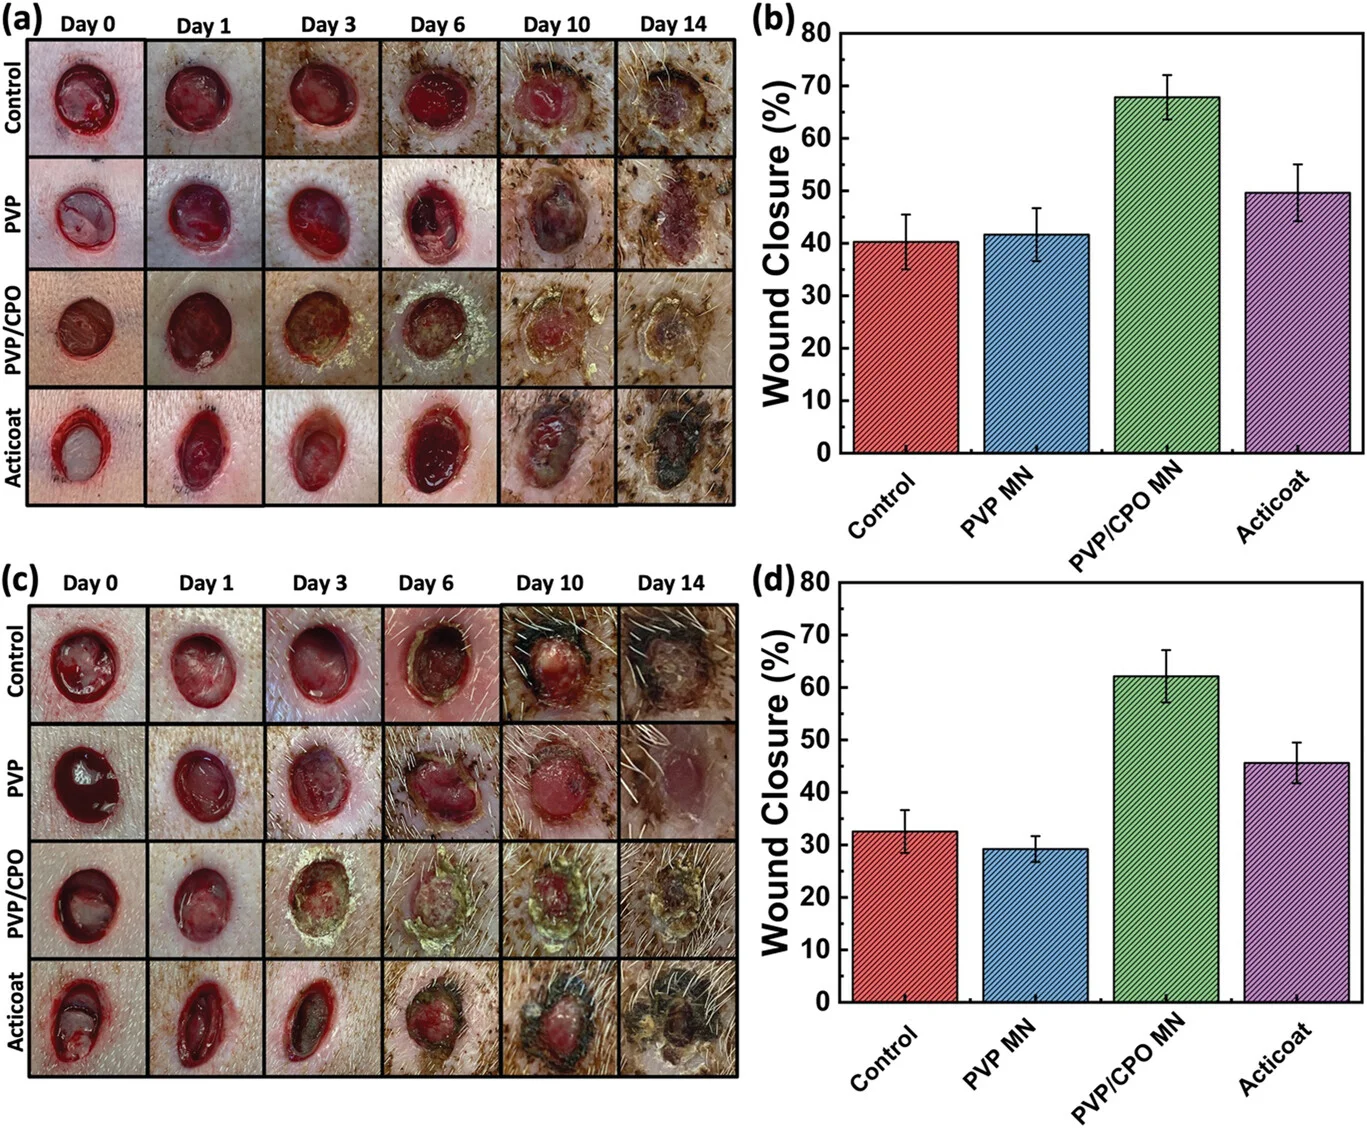 (a)
Day 0 Day 1 Day 3 Day 6 Day 10 Day 14
Control
PVP
PVP/CPO
Acticoat
(b)
Wound Closure (%)
80
70
60
50
40
30
20
10
0
Control PVP MN PVP/CPO MN Acticoat
(c)
Day 0 Day 1 Day 3 Day 6 Day 10 Day 14
Control
PVP
PVP/CPO
Acticoat
(d)
Wound Closure (%)
80
70
60
50
40
30
20
10
0
Control PVP MN PVP/CPO MN Acticoat